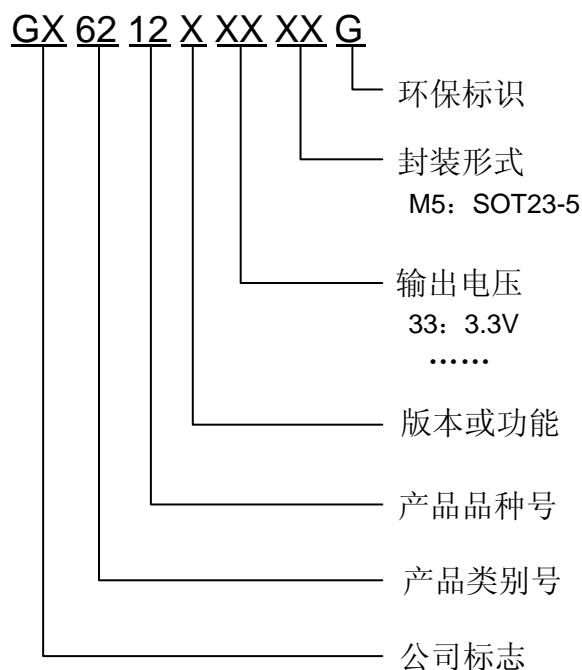 GX 62 12 X XX XX G
环保标识
封装形式
M5：SOT23-5
输出电压
33：3.3V
……
版本或功能
产品品种号
产品类别号
公司标志